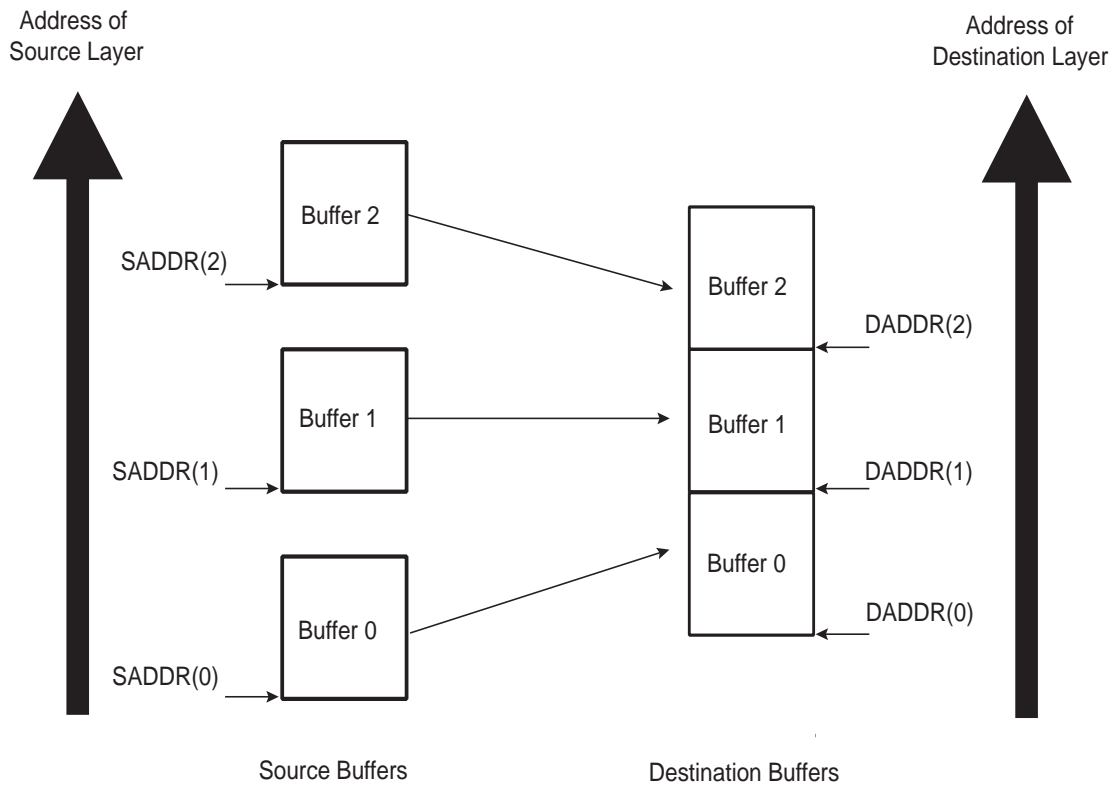 Address of
Source Layer
Address of
Destination Layer
Buffer 2
SADDR(2)
Buffer 2
DADDR(2)
Buffer 1
Buffer 1
SADDR(1)
DADDR(1)
Buffer 0
Buffer 0
DADDR(0)
SADDR(0)
Source Buffers
Destination Buffers